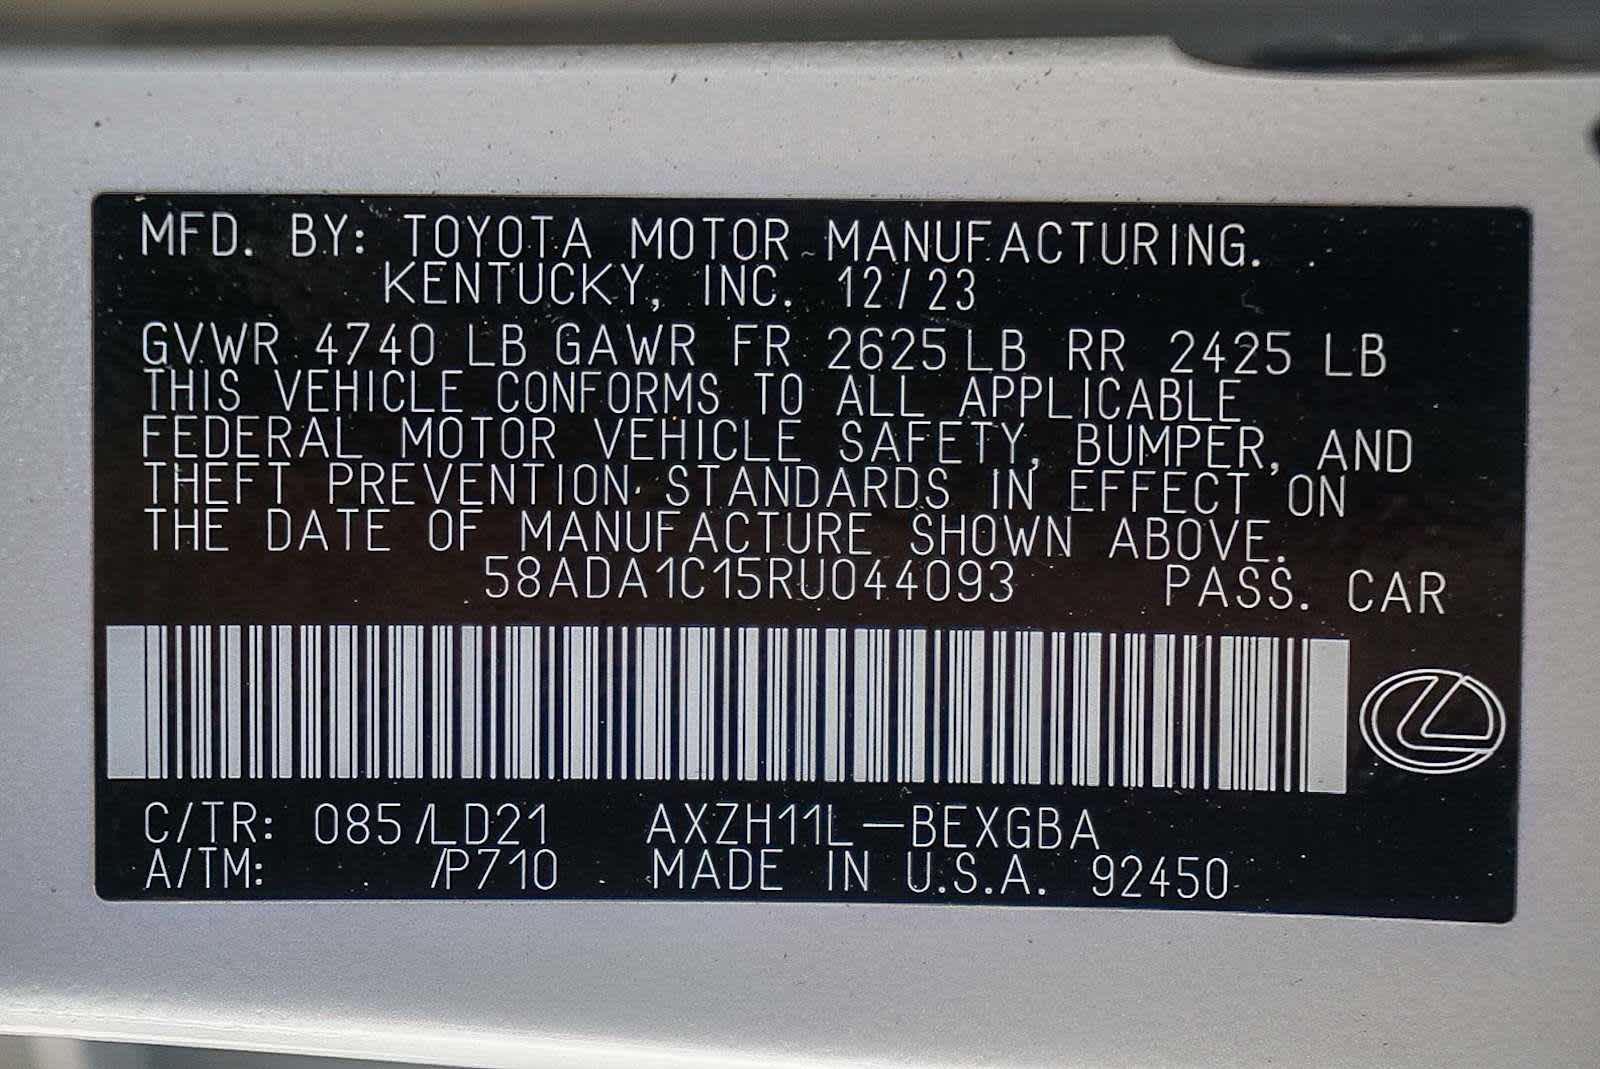 MFD. BY: TOYOTA MOTOR MANUFACTURING.
KENTUCKY, INC. 12/23
GVWR 4740 LB GAWR FR 2625 LB RR 2425 LB
THIS VEHICLE CONFORMS TO ALL APPLICABLE
FEDERAL MOTOR VEHICLE SAFETY, BUMPER, AND
THEFT PREVENTION STANDARDS IN EFFECT ON
THE DATE OF MANUFACTURE SHOWN ABOVE.
58ADA1C15RU044093 PASS. CAR
C/TR: 085/LD21 AXZH11L-BEXGBA
A/TM: /P710 MADE IN U.S.A. 92450